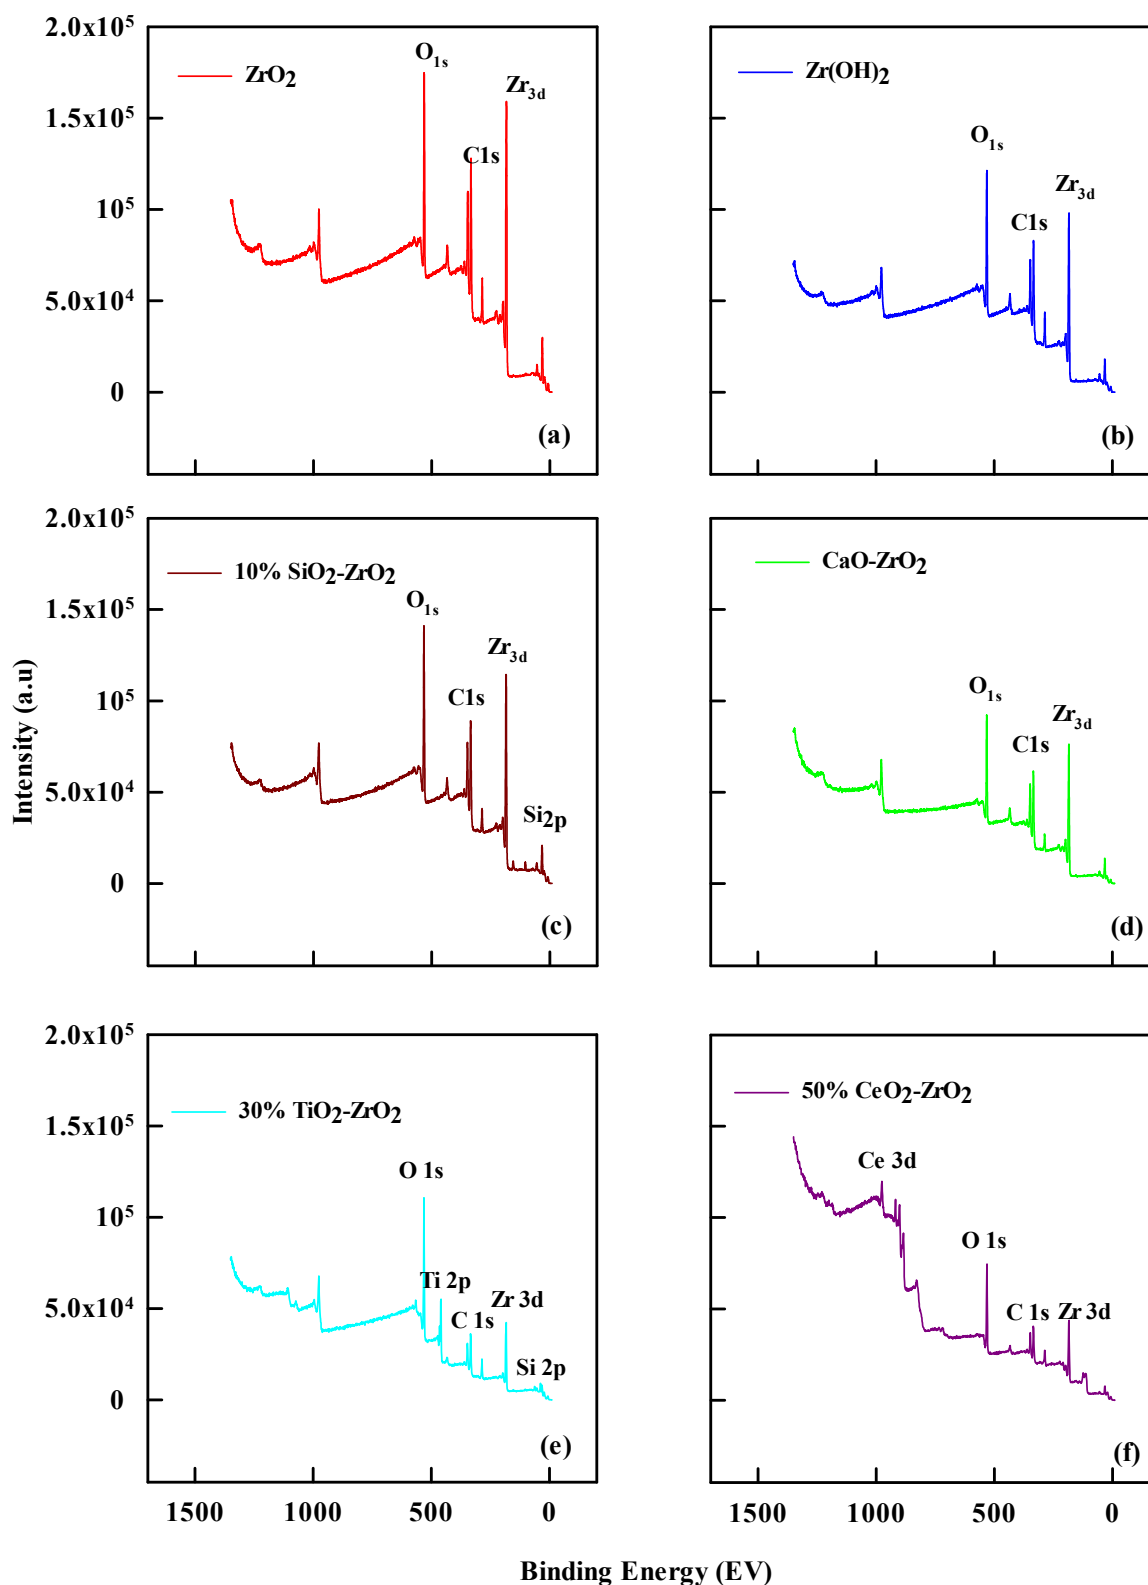 2.0x10⁵
1.5x10⁵
10⁵
5.0x10⁴
0
ZrO₂
O₁ₛ
C1s
Zr₃d
(a)
Zr(OH)₂
O₁ₛ
C1s
Zr₃d
(b)
2.0x10⁵
1.5x10⁵
10⁵
5.0x10⁴
0
10% SiO₂-ZrO₂
O₁ₛ
C1s
Zr₃d
Si2p
(c)
CaO-ZrO₂
O₁ₛ
C1s
Zr₃d
(d)
Intensity (a.u)
2.0x10⁵
1.5x10⁵
10⁵
5.0x10⁴
0
30% TiO₂-ZrO₂
O 1s
Ti 2p
C 1s
Zr 3d
Si 2p
(e)
50% CeO₂-ZrO₂
Ce 3d
O 1s
C 1s
Zr 3d
(f)
1500 1000 500 0
1500 1000 500 0
Binding Energy (EV)